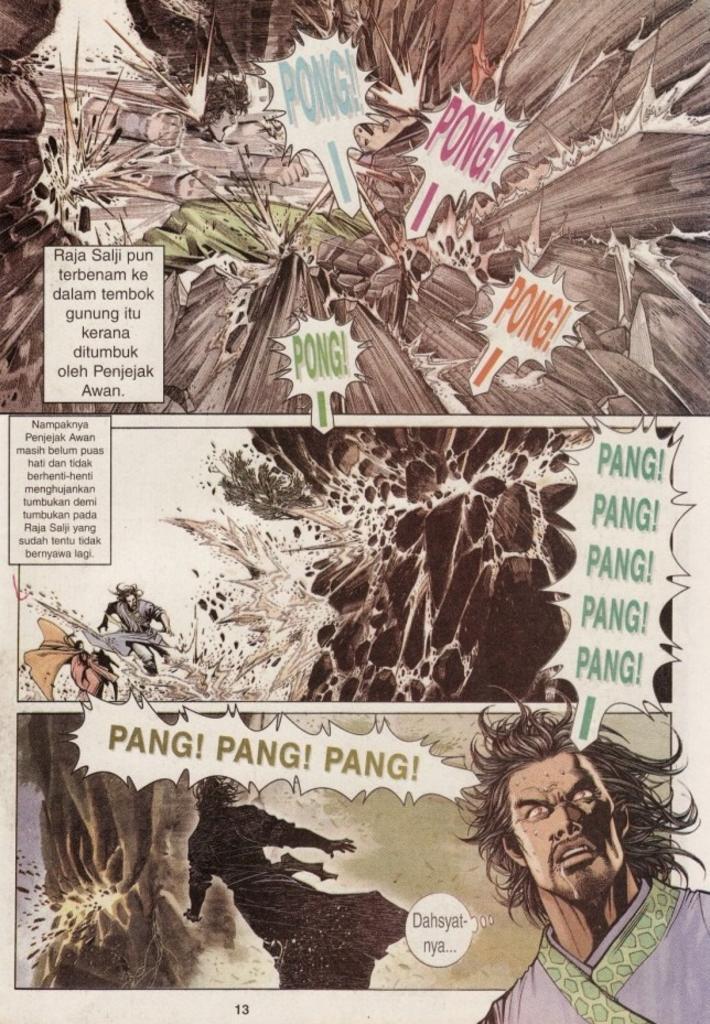 PONG!
PONG!
Raja Salji pun
terbenam ke
dalam tembok
gunung itu
kerana
ditumbuk
oleh Penjejak
Awan.
PONG!
PONG!
Nampaknya
Penjejak Awan
masih belum puas
hati dan tidak
berhenti-henti
menghujankan
tumbukan demi
tumbukan pada
Raja Salji yang
sudah tentu tidak
bernyawa lagi.
PANG!
PANG!
PANG!
PANG!
PANG!
PANG! PANG! PANG!
Dahsyat-
nya...
13